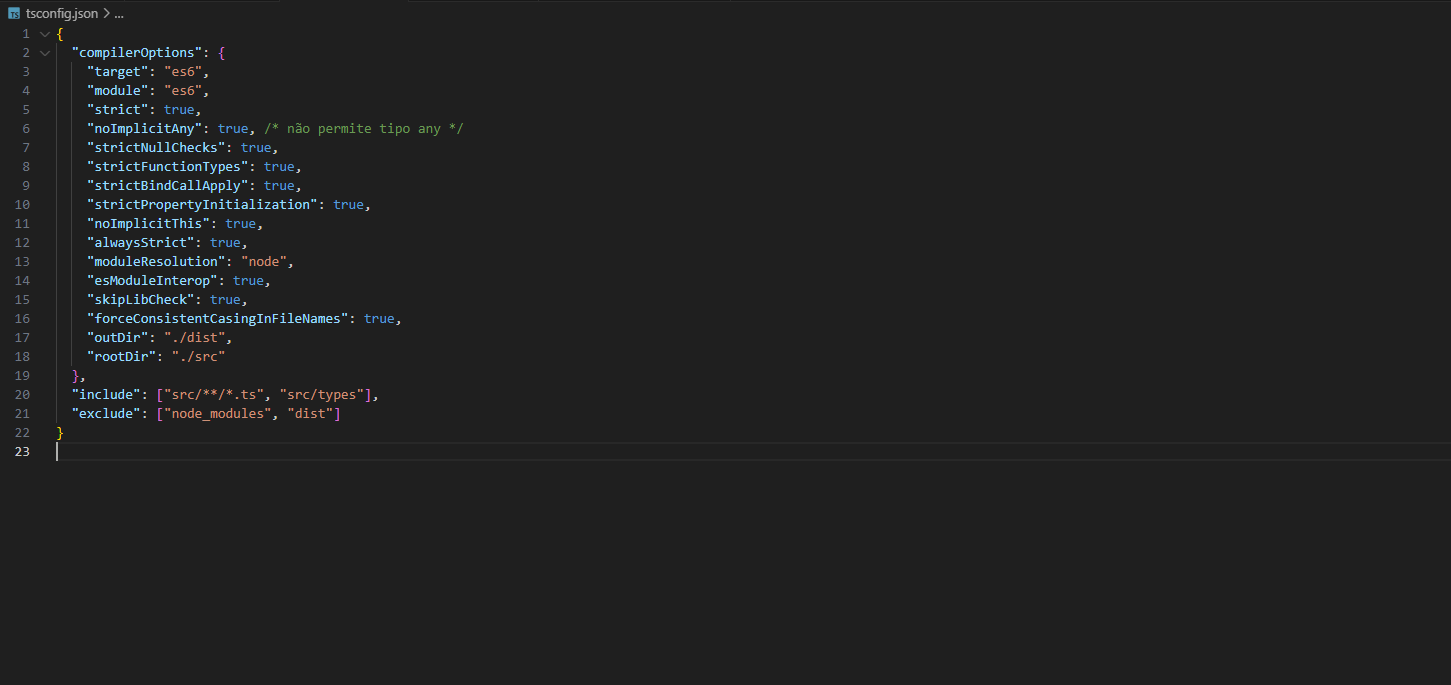 TS tsconfig.json > ...
1 {
2 "compilerOptions": {
3 "target": "es6",
4 "module": "es6",
5 "strict": true,
6 "noImplicitAny": true, /* não permite tipo any */
7 "strictNullChecks": true,
8 "strictFunctionTypes": true,
9 "strictBindCallApply": true,
10 "strictPropertyInitialization": true,
11 "noImplicitThis": true,
12 "alwaysStrict": true,
13 "moduleResolution": "node",
14 "esModuleInterop": true,
15 "skipLibCheck": true,
16 "forceConsistentCasingInFileNames": true,
17 "outDir": "./dist",
18 "rootDir": "./src"
19 },
20 "include": ["src/**/*.ts", "src/types"],
21 "exclude": ["node_modules", "dist"]
22 }
23